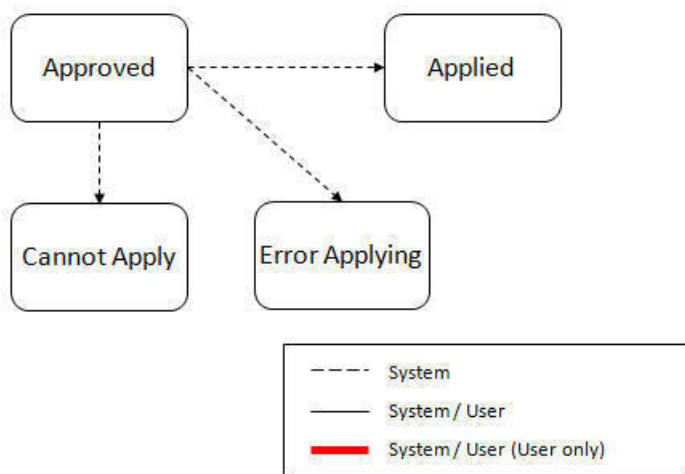 Approved
Applied
Cannot Apply
Error Applying
System
System / User
System / User (User only)